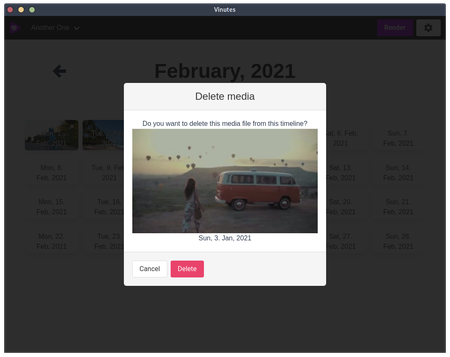 Vinutes
Another One
Render
February, 2021
Delete media
Do you want to delete this media file from this timeline?
Sun, 3. Jan, 2021
Cancel
Delete
Sat, 6. Feb, 2021
Sun, 7. Feb, 2021
Mon, 8. Feb, 2021
Tue, 9. Feb, 2021
Sat, 13. Feb, 2021
Sun, 14. Feb, 2021
Mon, 15. Feb, 2021
Tue, 16.
Sat, 20. Feb, 2021
Sun, 21. Feb, 2021
Mon, 22. Feb, 2021
Tue, 23.
Sat, 27. Feb, 2021
Sun, 28. Feb, 2021